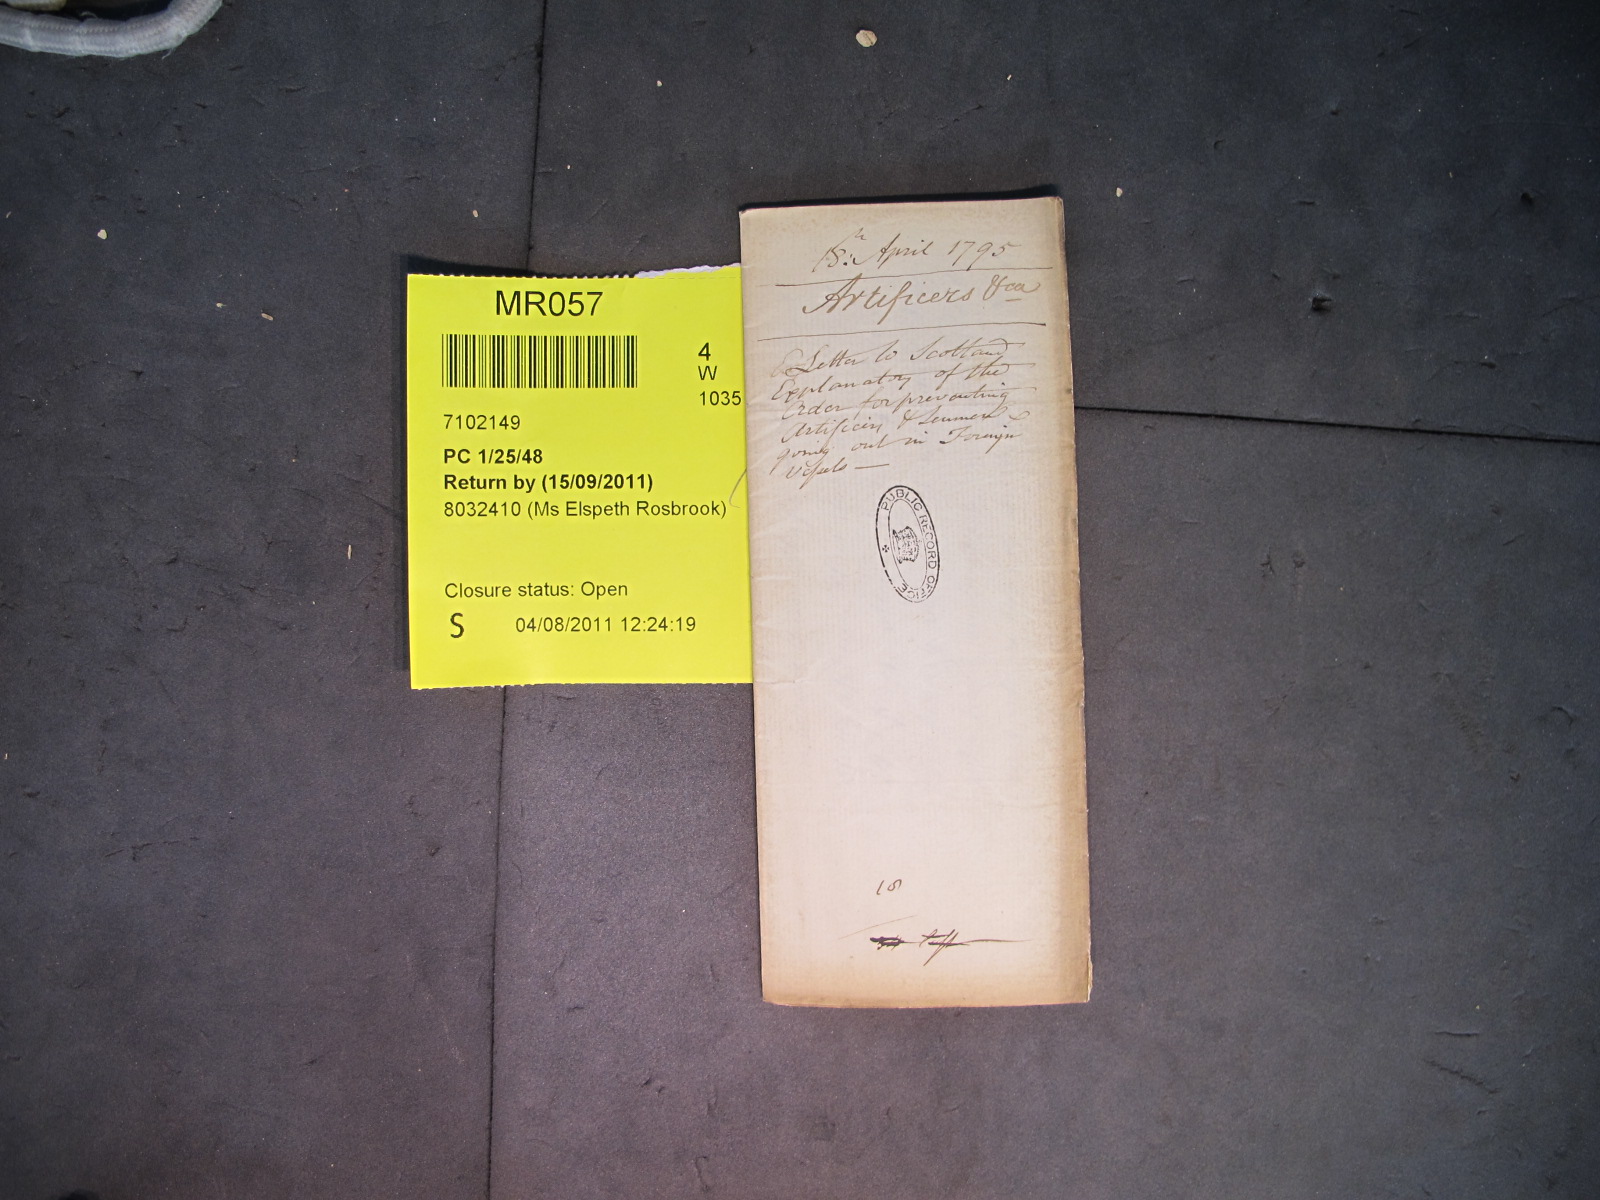 MR057
4
W
1035
7102149
PC 1/25/48
Return by (15/09/2011)
8032410 (Ms Elspeth Rosbrook)
Closure status: Open
S 04/08/2011 12:24:19
April 1795
Artificers &ca
Letter to Scotland
Explanatory of the
Order for preventing
Artificers & Seamen
going out in Foreign
Vessels —
PUBLIC RECORD OFFICE